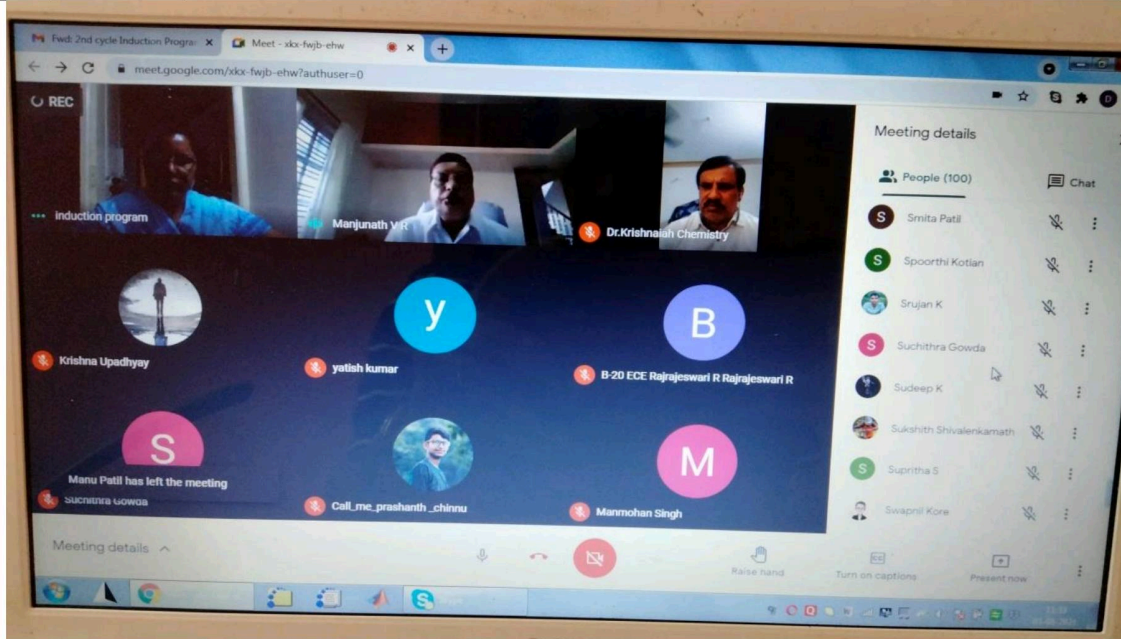 Fwd: 2nd cycle Induction Progra
Meet - xkx-fwjb-ehw
meet.google.com/xkx-fwjb-ehw?authuser=0
D
REC
induction program
Manjunath V R
Dr.Krishnaiah Chemistry
y
B
Krishna Upadhyay
yatish kumar
B-20 ECE Rajrajeswari R Rajrajeswari R
S
M
Manu Patil has left the meeting
Suchithra Gowda
Call_me_prashanth _chinnu
Manmohan Singh
Meeting details
People (100)
Chat
S
Smita Patil
S
Spoorthi Kotian
Srujan K
S
Suchithra Gowda
Sudeep K
Sukshith Shivalenkamath
S
Supritha S
Swapnil Kore
Meeting details
Raise hand
CC
Turn on captions
Present now
S